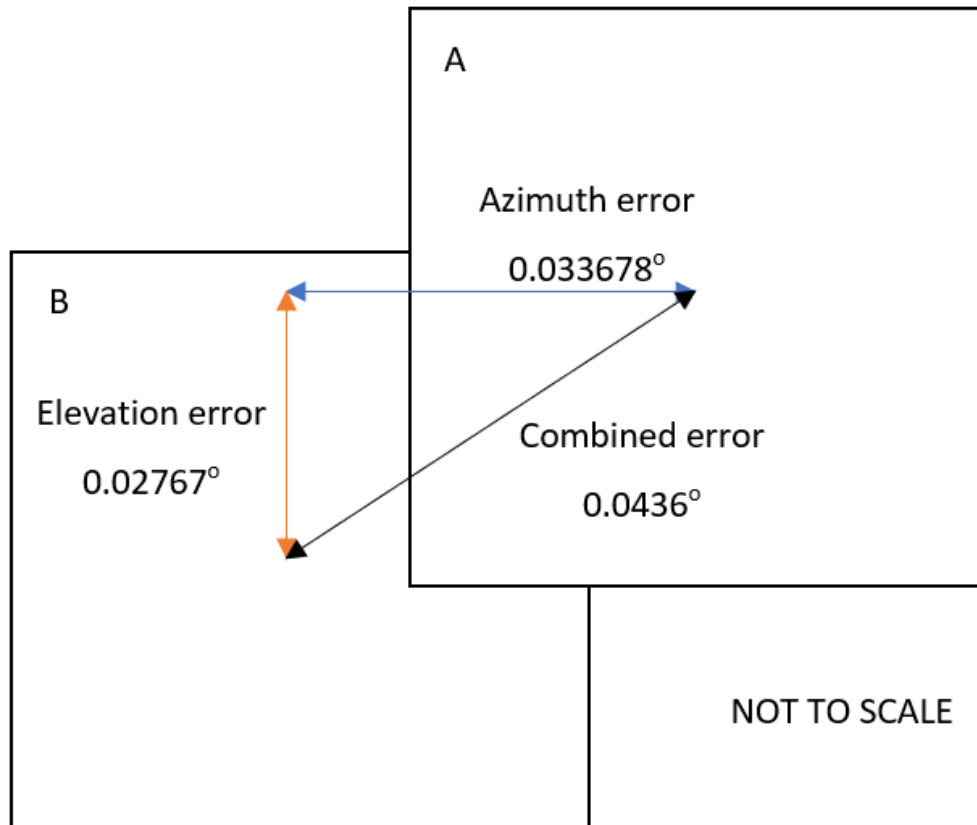 A
Azimuth error
0.033678°
B
Elevation error
0.02767°
Combined error
0.0436°
NOT TO SCALE